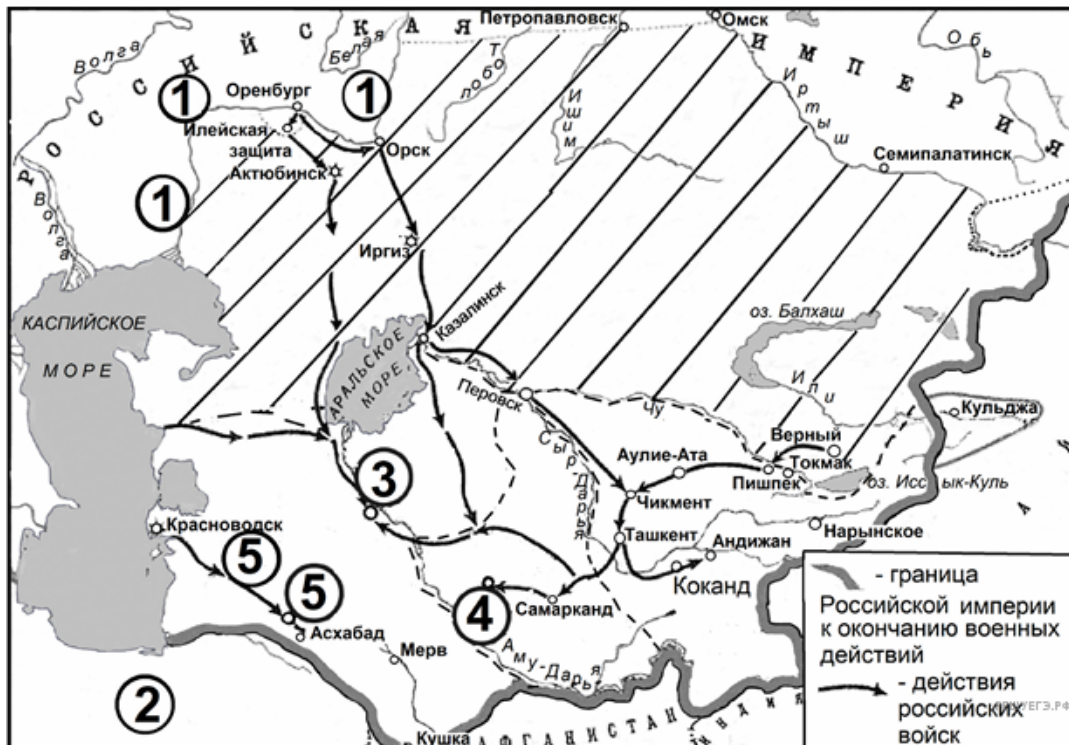 РОССИЙСКАЯ
ИМПЕРИЯ
Волга
Белая
Тобол
Петропавловск
Омск
Обь
Ишим
Иртыш
1
1
Оренбург
Илейская
защита
Орск
Актюбинск
Семипалатинск
1
Волга
Иргиз
Казалинск
КАСПИЙСКОЕ
МОРЕ
АРАЛЬСКОЕ
МОРЕ
оз. Балхаш
Или
Перовск
Чу
Кульджа
Верный
Сыр-Дарья
Аулие-Ата
Токмак
Пишпек
оз. Иссык-Куль
3
Чикмент
Красноводск
Ташкент
Андижан
Нарынское
5
5
Коканд
4
Самарканд
Асхабад
Мерв
Аму-Дарья
2
Кушка
АФГАНИСТАН
- граница
Российской империи
к окончанию военных
действий
- действия
российских
войск